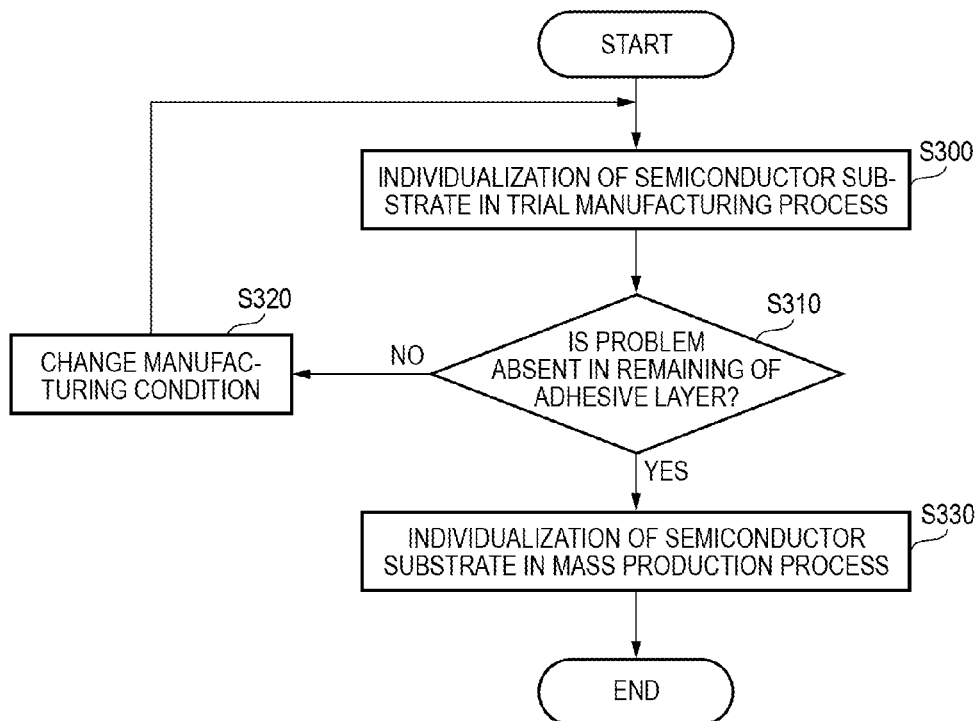 START
S300
INDIVIDUALIZATION OF SEMICONDUCTOR SUB-
STRATE IN TRIAL MANUFACTURING PROCESS
S310
IS PROBLEM
ABSENT IN REMAINING OF
ADHESIVE LAYER?
NO
S320
CHANGE MANUFAC-
TURING CONDITION
YES
S330
INDIVIDUALIZATION OF SEMICONDUCTOR
SUBSTRATE IN MASS PRODUCTION PROCESS
END